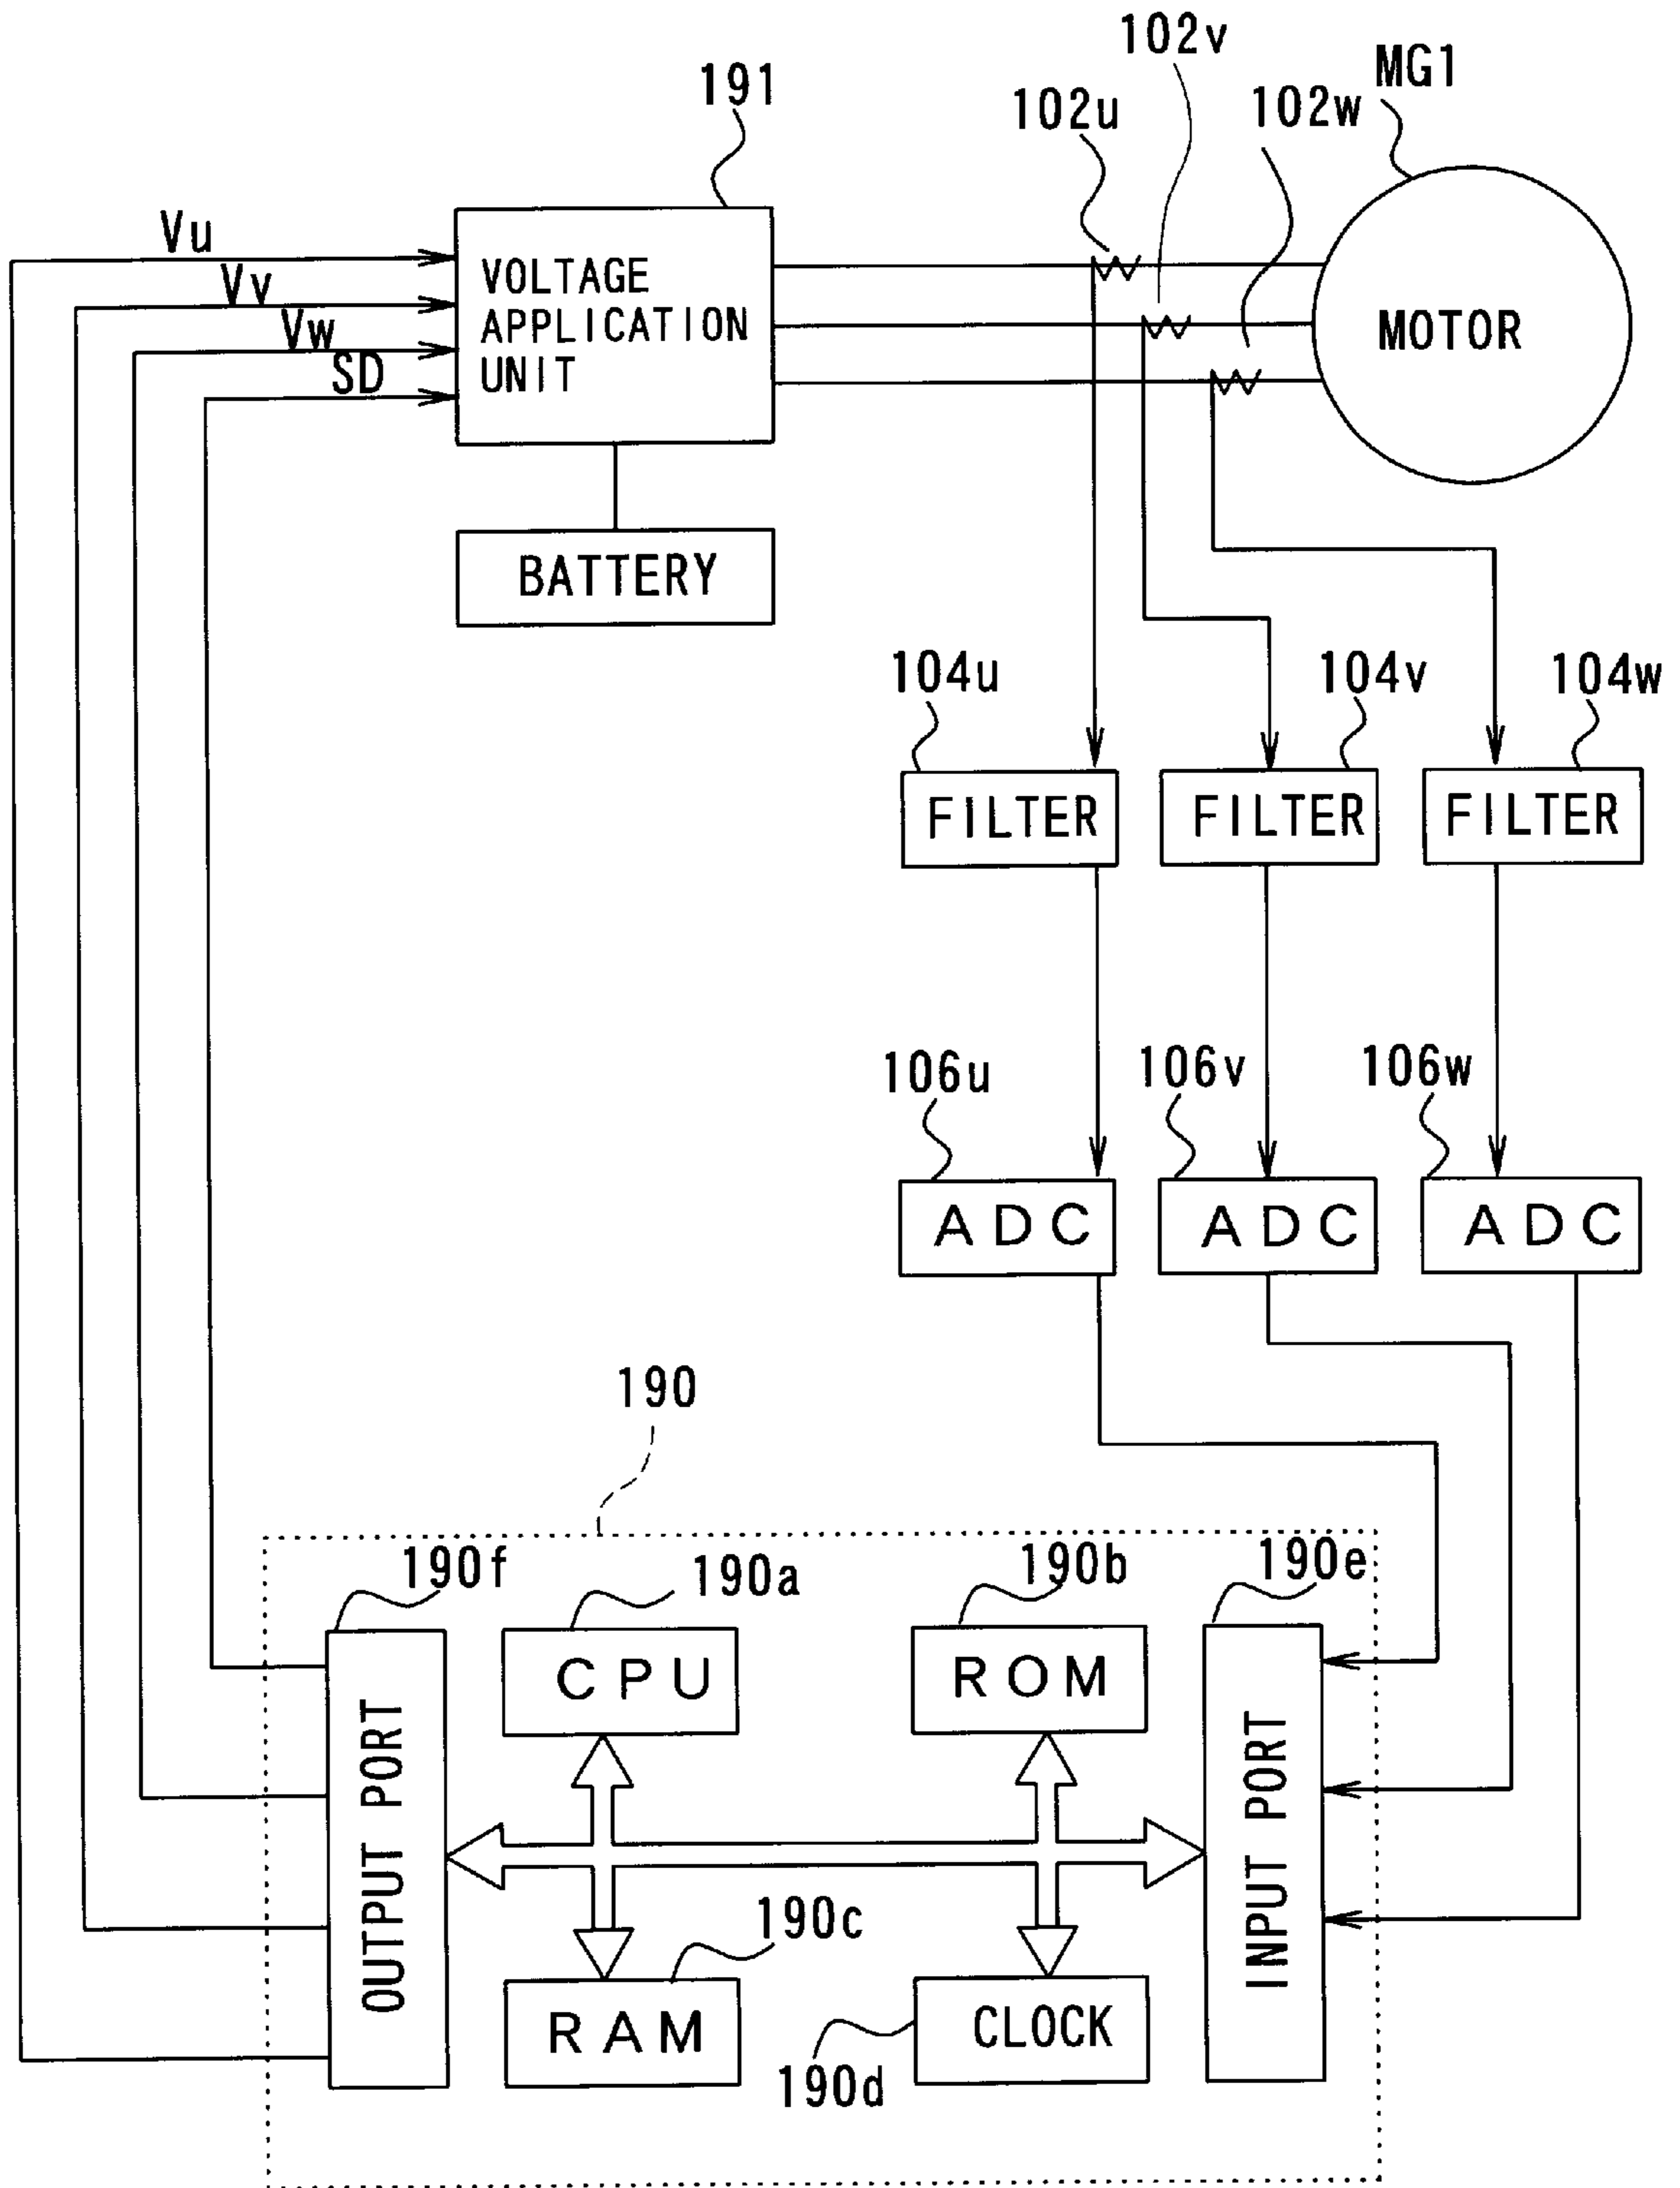 102v
MG1
191
102u
102w
Vu
Vv
Vw
SD
VOLTAGE
APPLICATION
UNIT
MOTOR
BATTERY
104u
104v
104w
FILTER
FILTER
FILTER
106u
106v
106w
ADC
ADC
ADC
190
190f
190a
190b
190e
CPU
ROM
OUTPUT PORT
INPUT PORT
190c
RAM
CLOCK
190d